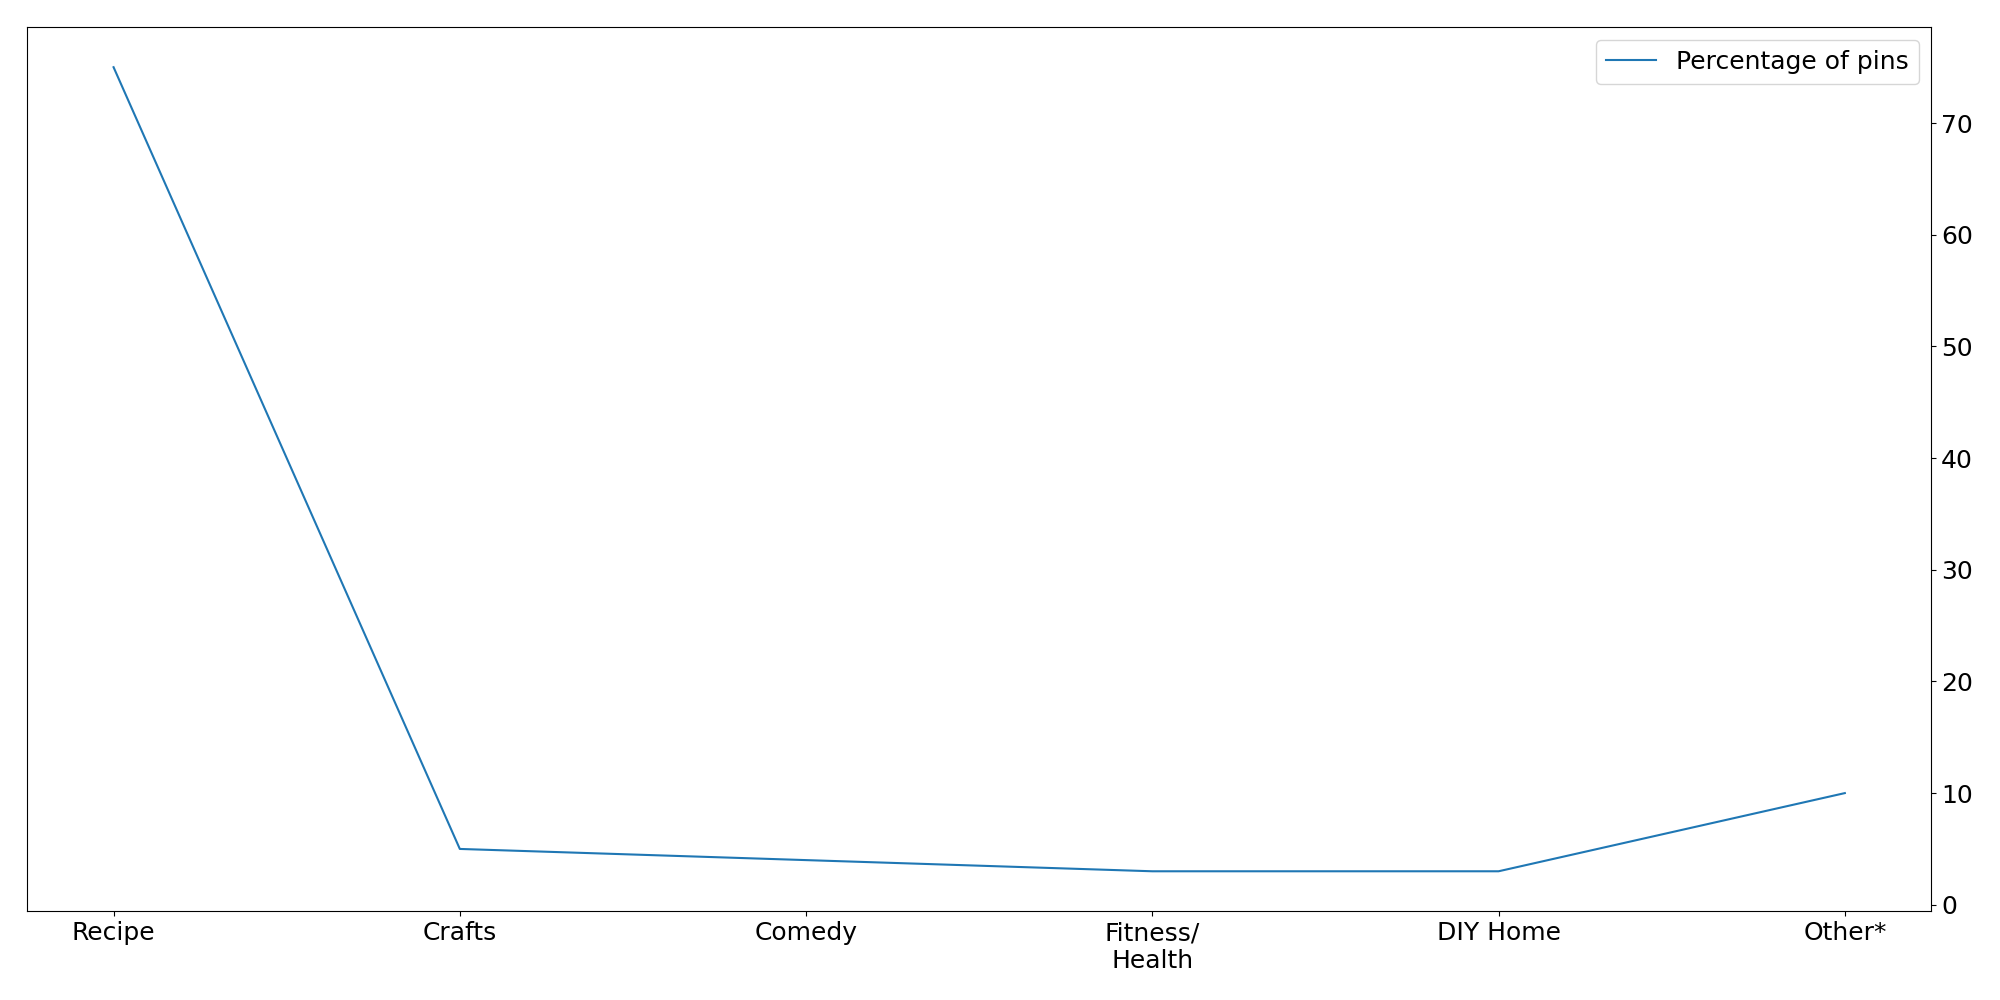 Percentage of pins
70
60
50
40
30
20
10
0
Recipe
Crafts
Comedy
Fitness/
Health
DIY Home
Other*